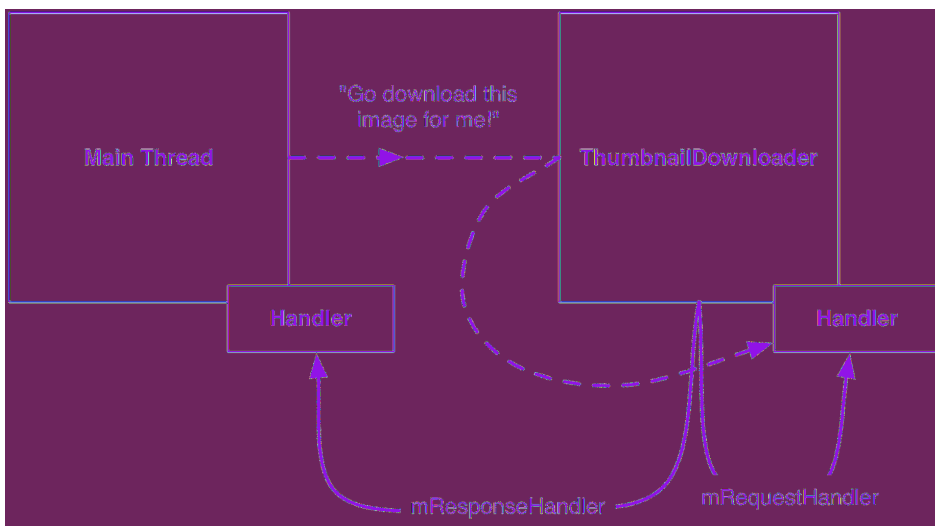 "Go download this
image for me!"
Main Thread
ThumbnailDownloader
Handler
Handler
mResponseHandler
mRequestHandler